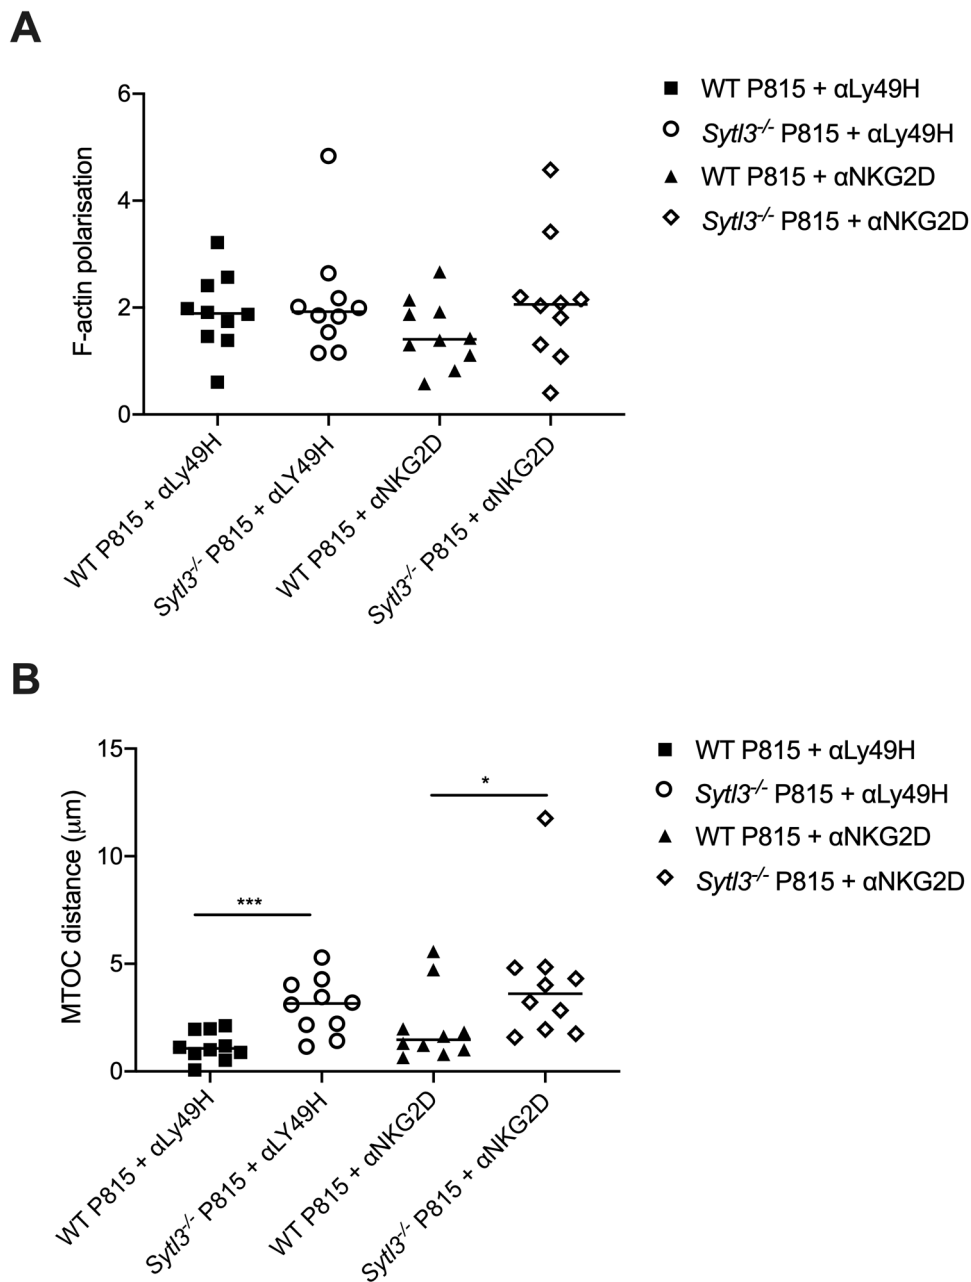 A
6
4
2
0
F-actin polarisation
WT P815 + αLy49H
Sytl3-/- P815 + αLY49H
WT P815 + αNKG2D
Sytl3-/- P815 + αNKG2D
WT P815 + αLy49H
Sytl3-/- P815 + αLy49H
WT P815 + αNKG2D
Sytl3-/- P815 + αNKG2D
B
15
10
5
0
MTOC distance (μm)
***
*
WT P815 + αLy49H
Sytl3-/- P815 + αLY49H
WT P815 + αNKG2D
Sytl3-/- P815 + αNKG2D
WT P815 + αLy49H
Sytl3-/- P815 + αLy49H
WT P815 + αNKG2D
Sytl3-/- P815 + αNKG2D